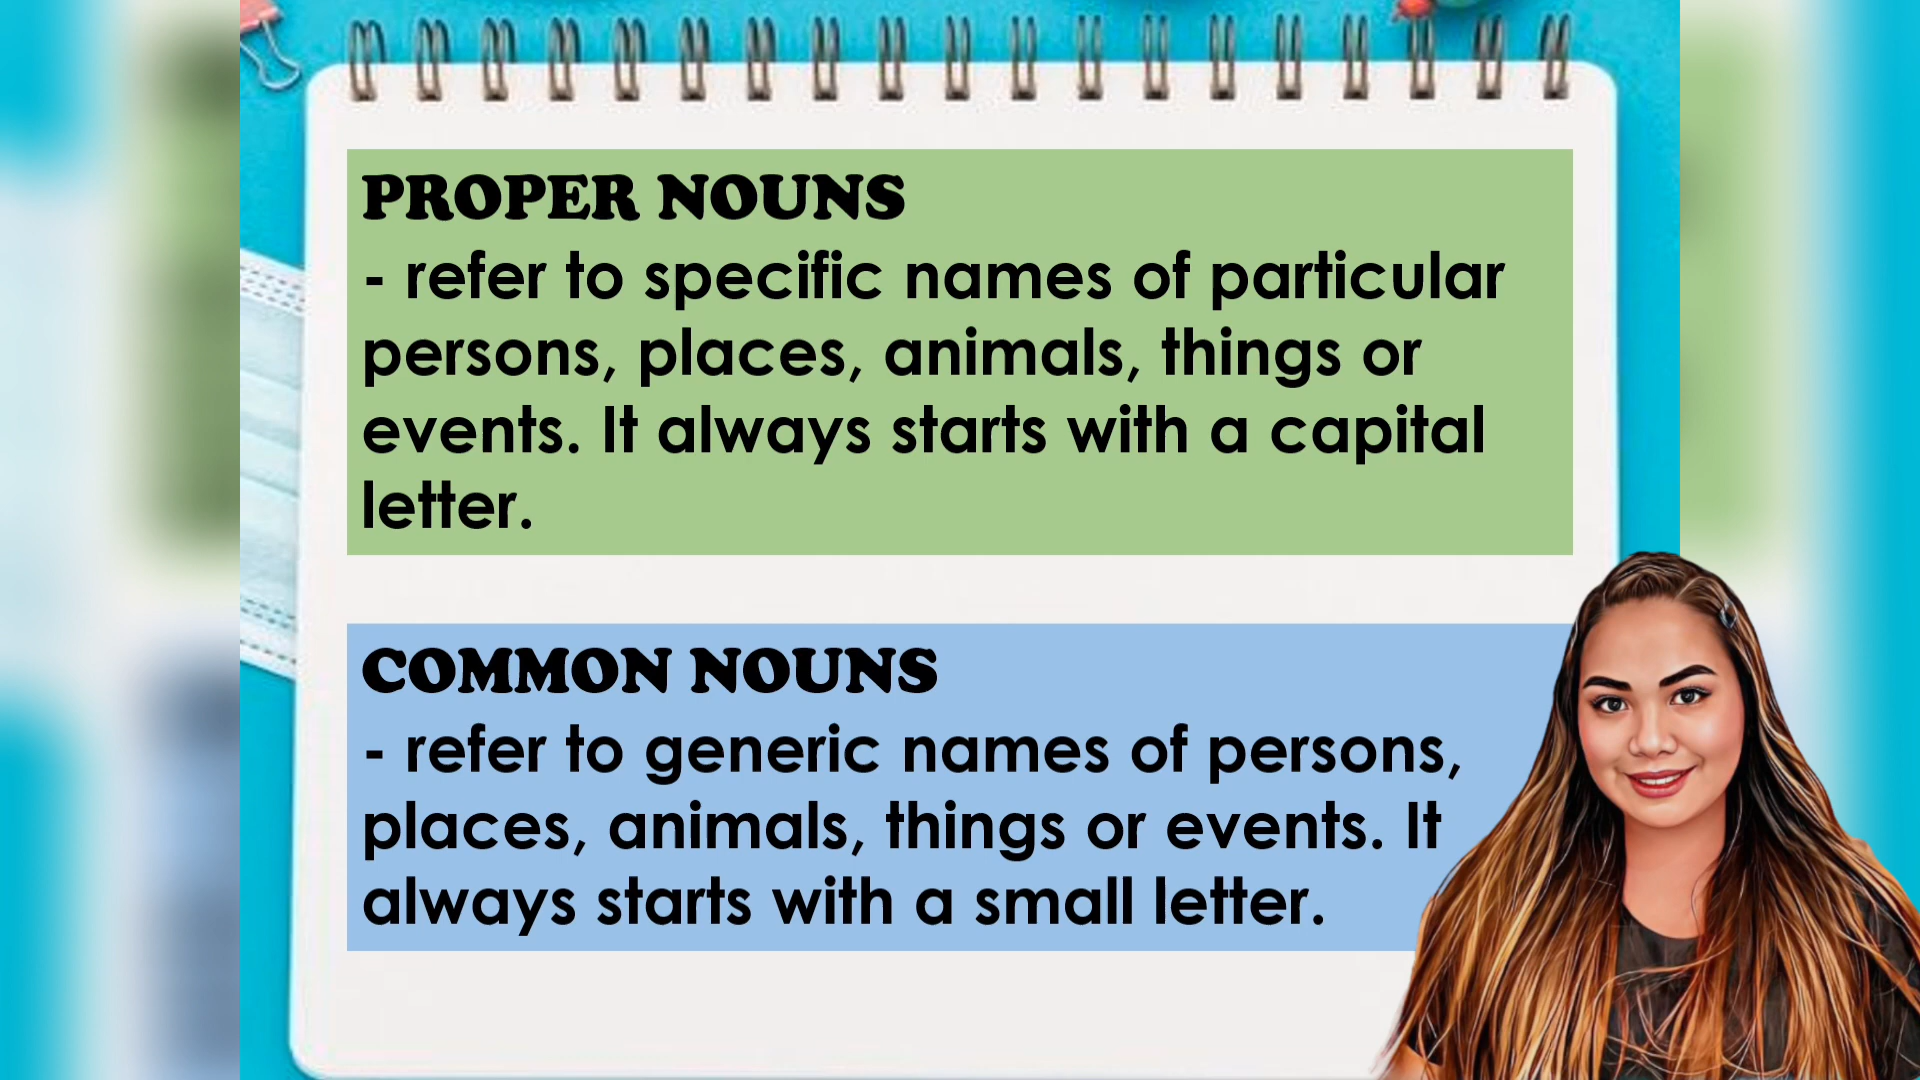 PROPER NOUNS
- refer to specific names of particular
persons, places, animals, things or
events. It always starts with a capital
letter.
COMMON NOUNS
- refer to generic names of persons,
places, animals, things or events. It
always starts with a small letter.